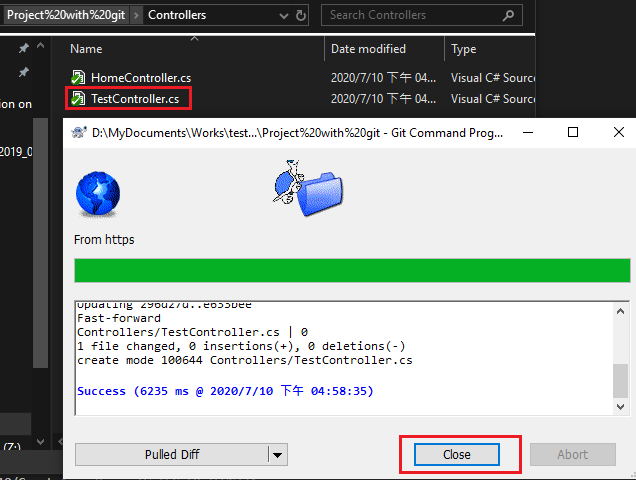 Project%20with%20git Controllers
Search Controllers
Name Date modified Type
HomeController.cs 2020/7/10 下午 04... Visual C# Source
TestController.cs 2020/7/10 下午 04... Visual C# Source
ion on
2019_0
D:\MyDocuments\Works\test...\Project%20with%20git - Git Command Prog...
From https
Updating 296d27d..e633bee
Fast-forward
Controllers/TestController.cs | 0
1 file changed, 0 insertions(+), 0 deletions(-)
create mode 100644 Controllers/TestController.cs
Success (6235 ms @ 2020/7/10 下午 04:58:35)
(Z:)
Pulled Diff
Close
Abort